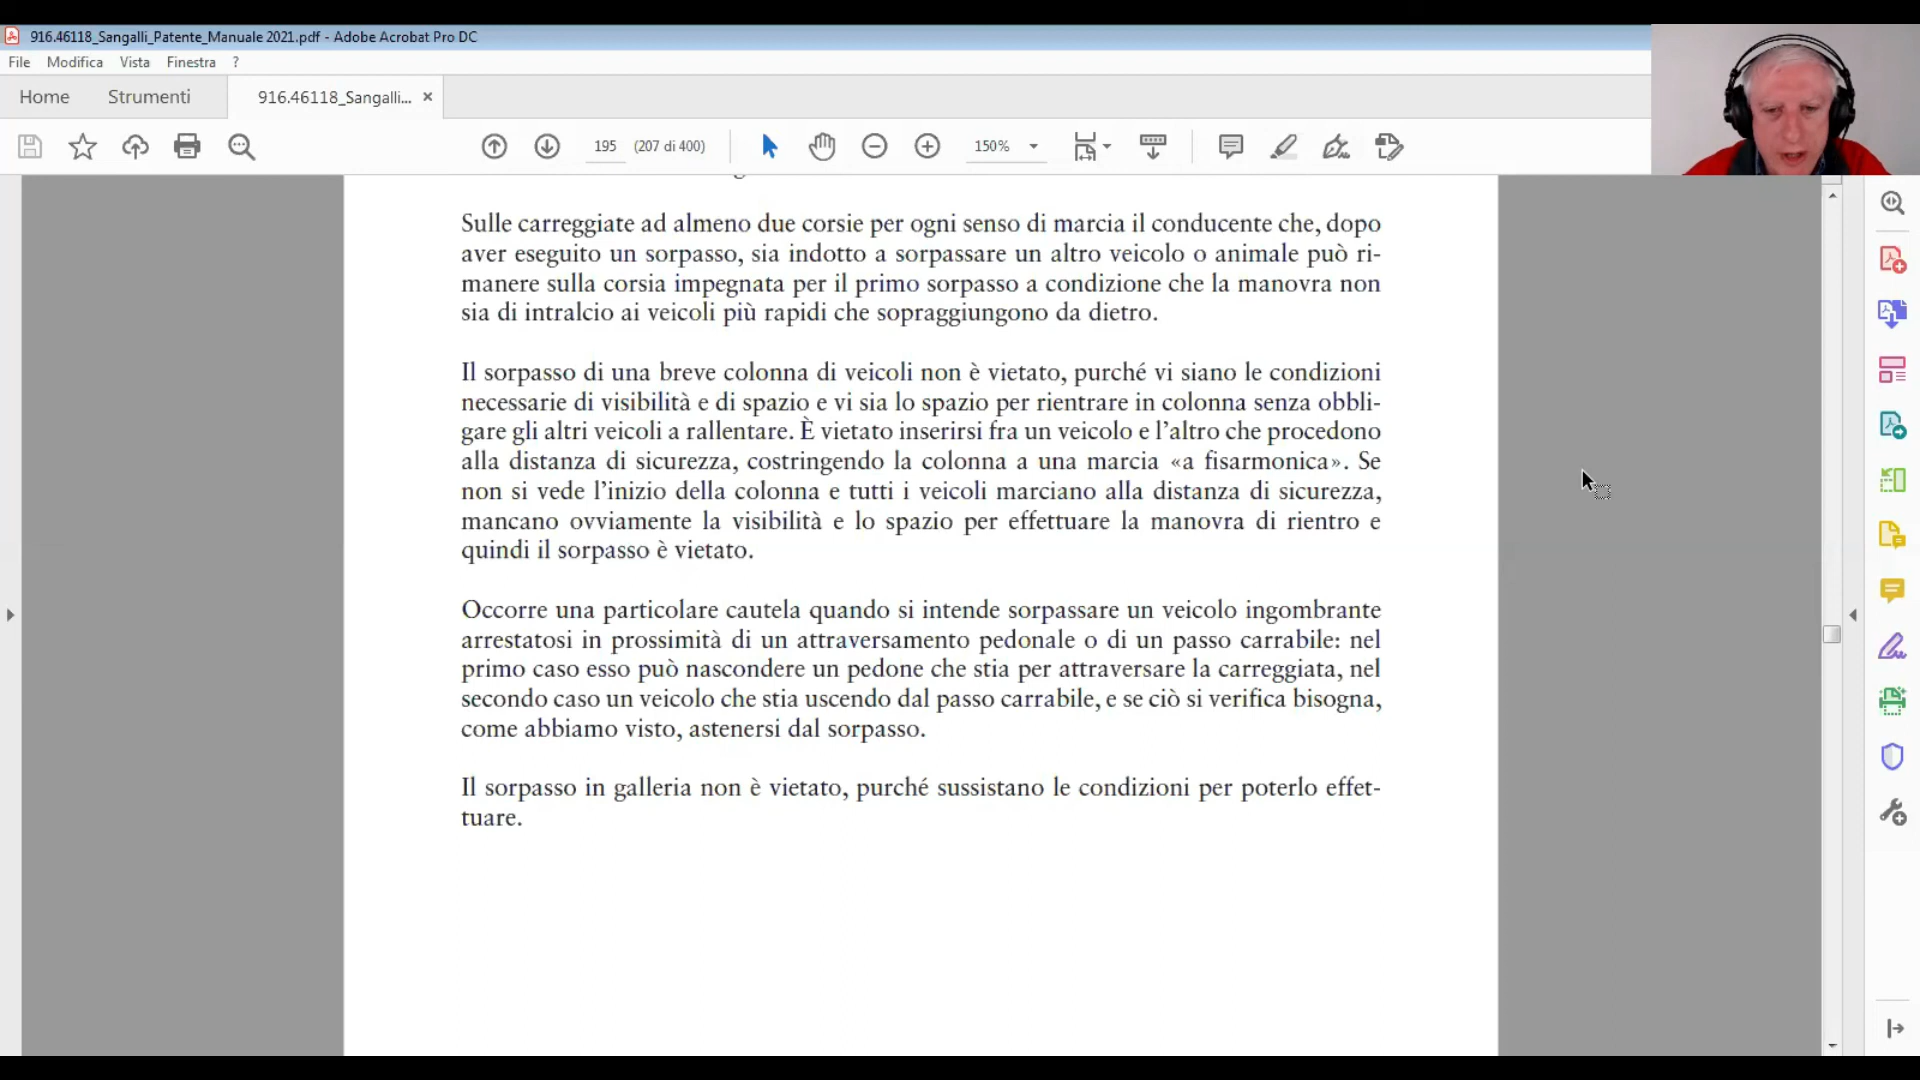 916.46118_Sangalli_Patente_Manuale 2021.pdf - Adobe Acrobat Pro DC
File Modifica Vista Finestra ?
Home Strumenti 916.46118_Sangalli... ×
195 (207 di 400) 150%
Sulle carreggiate ad almeno due corsie per ogni senso di marcia il conducente che, dopo
aver eseguito un sorpasso, sia indotto a sorpassare un altro veicolo o animale può ri-
manere sulla corsia impegnata per il primo sorpasso a condizione che la manovra non
sia di intralcio ai veicoli più rapidi che sopraggiungono da dietro.
Il sorpasso di una breve colonna di veicoli non è vietato, purché vi siano le condizioni
necessarie di visibilità e di spazio e vi sia lo spazio per rientrare in colonna senza obbli-
gare gli altri veicoli a rallentare. È vietato inserirsi fra un veicolo e l’altro che procedono
alla distanza di sicurezza, costringendo la colonna a una marcia «a fisarmonica». Se
non si vede l’inizio della colonna e tutti i veicoli marciano alla distanza di sicurezza,
mancano ovviamente la visibilità e lo spazio per effettuare la manovra di rientro e
quindi il sorpasso è vietato.
Occorre una particolare cautela quando si intende sorpassare un veicolo ingombrante
arrestatosi in prossimità di un attraversamento pedonale o di un passo carrabile: nel
primo caso esso può nascondere un pedone che stia per attraversare la carreggiata, nel
secondo caso un veicolo che stia uscendo dal passo carrabile, e se ciò si verifica bisogna,
come abbiamo visto, astenersi dal sorpasso.
Il sorpasso in galleria non è vietato, purché sussistano le condizioni per poterlo effet-
tuare.